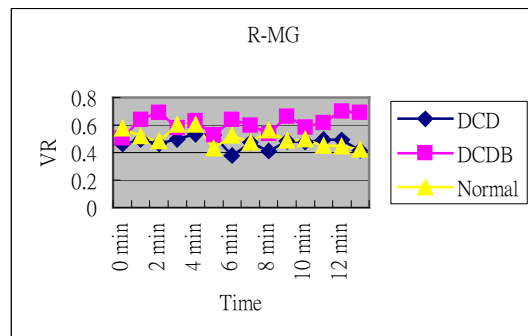 R-MG
0.8
0.6
0.4
0.2
0
VR
0 min
2 min
4 min
6 min
8 min
10 min
12 min
Time
DCD
DCDB
Normal